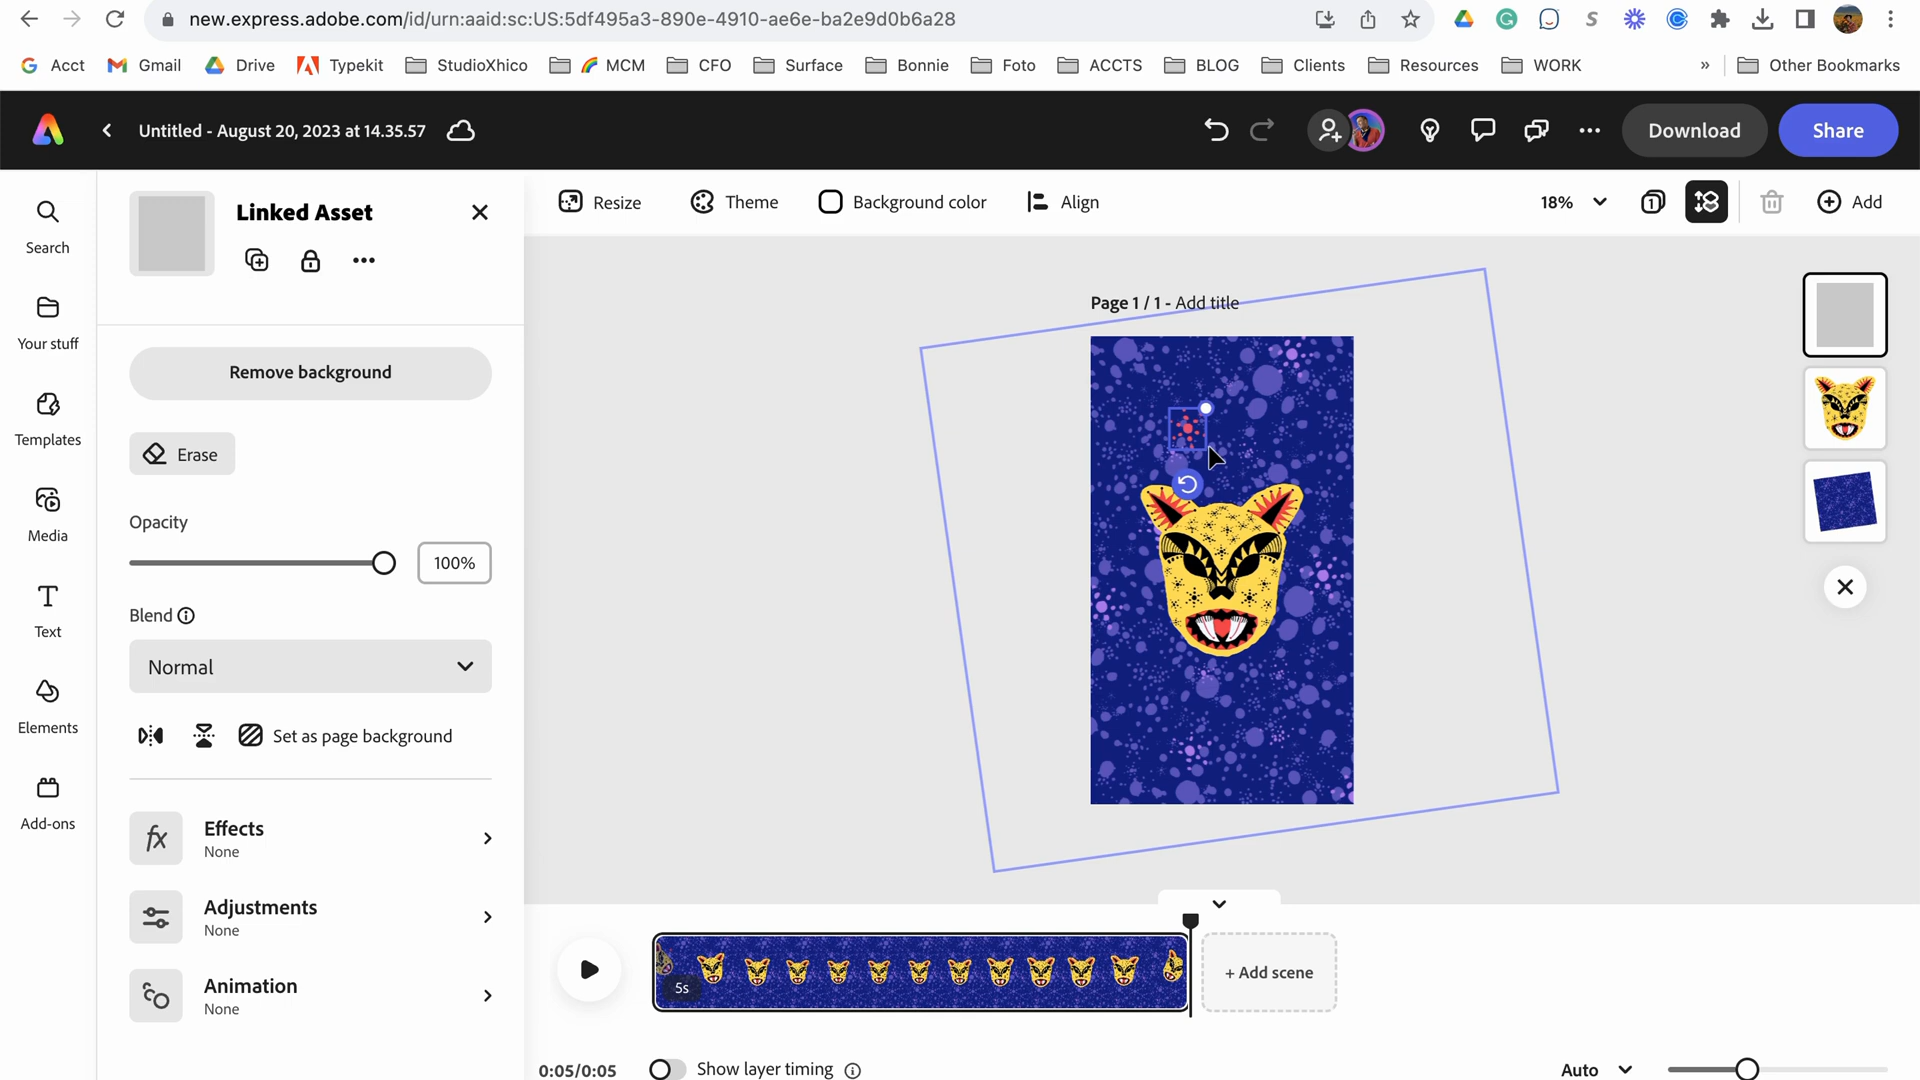 new.express.adobe.com/id/urn:aaid:sc:US:5df495a3-890e-4910-ae6e-ba2e9d0b6a28
Acct
Gmail
Drive
Typekit
StudioXhico
MCM
CFO
Surface
Bonnie
Foto
ACCTS
BLOG
Clients
Resources
WORK
»
Other Bookmarks
Untitled - August 20, 2023 at 14.35.57
Download
Share
Search
Your stuff
Templates
Media
Text
Elements
Add-ons
Linked Asset
Remove background
Erase
Opacity
100%
Blend
Normal
Set as page background
fx
Effects
None
Adjustments
None
Animation
None
Resize
Theme
Background color
Align
18%
1
Add
Page 1 / 1 - Add title
5s
+ Add scene
0:05/0:05
Show layer timing
Auto